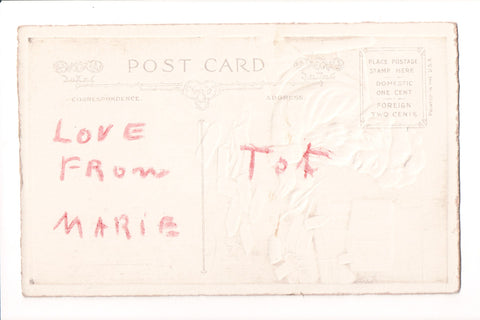 POST CARD
CORRESPONDENCE.
ADDRESS.
PLACE POSTAGE
STAMP HERE
DOMESTIC
ONE CENT
FOREIGN
TWO CENTS
LOVE
FROM
MARIE
TOT